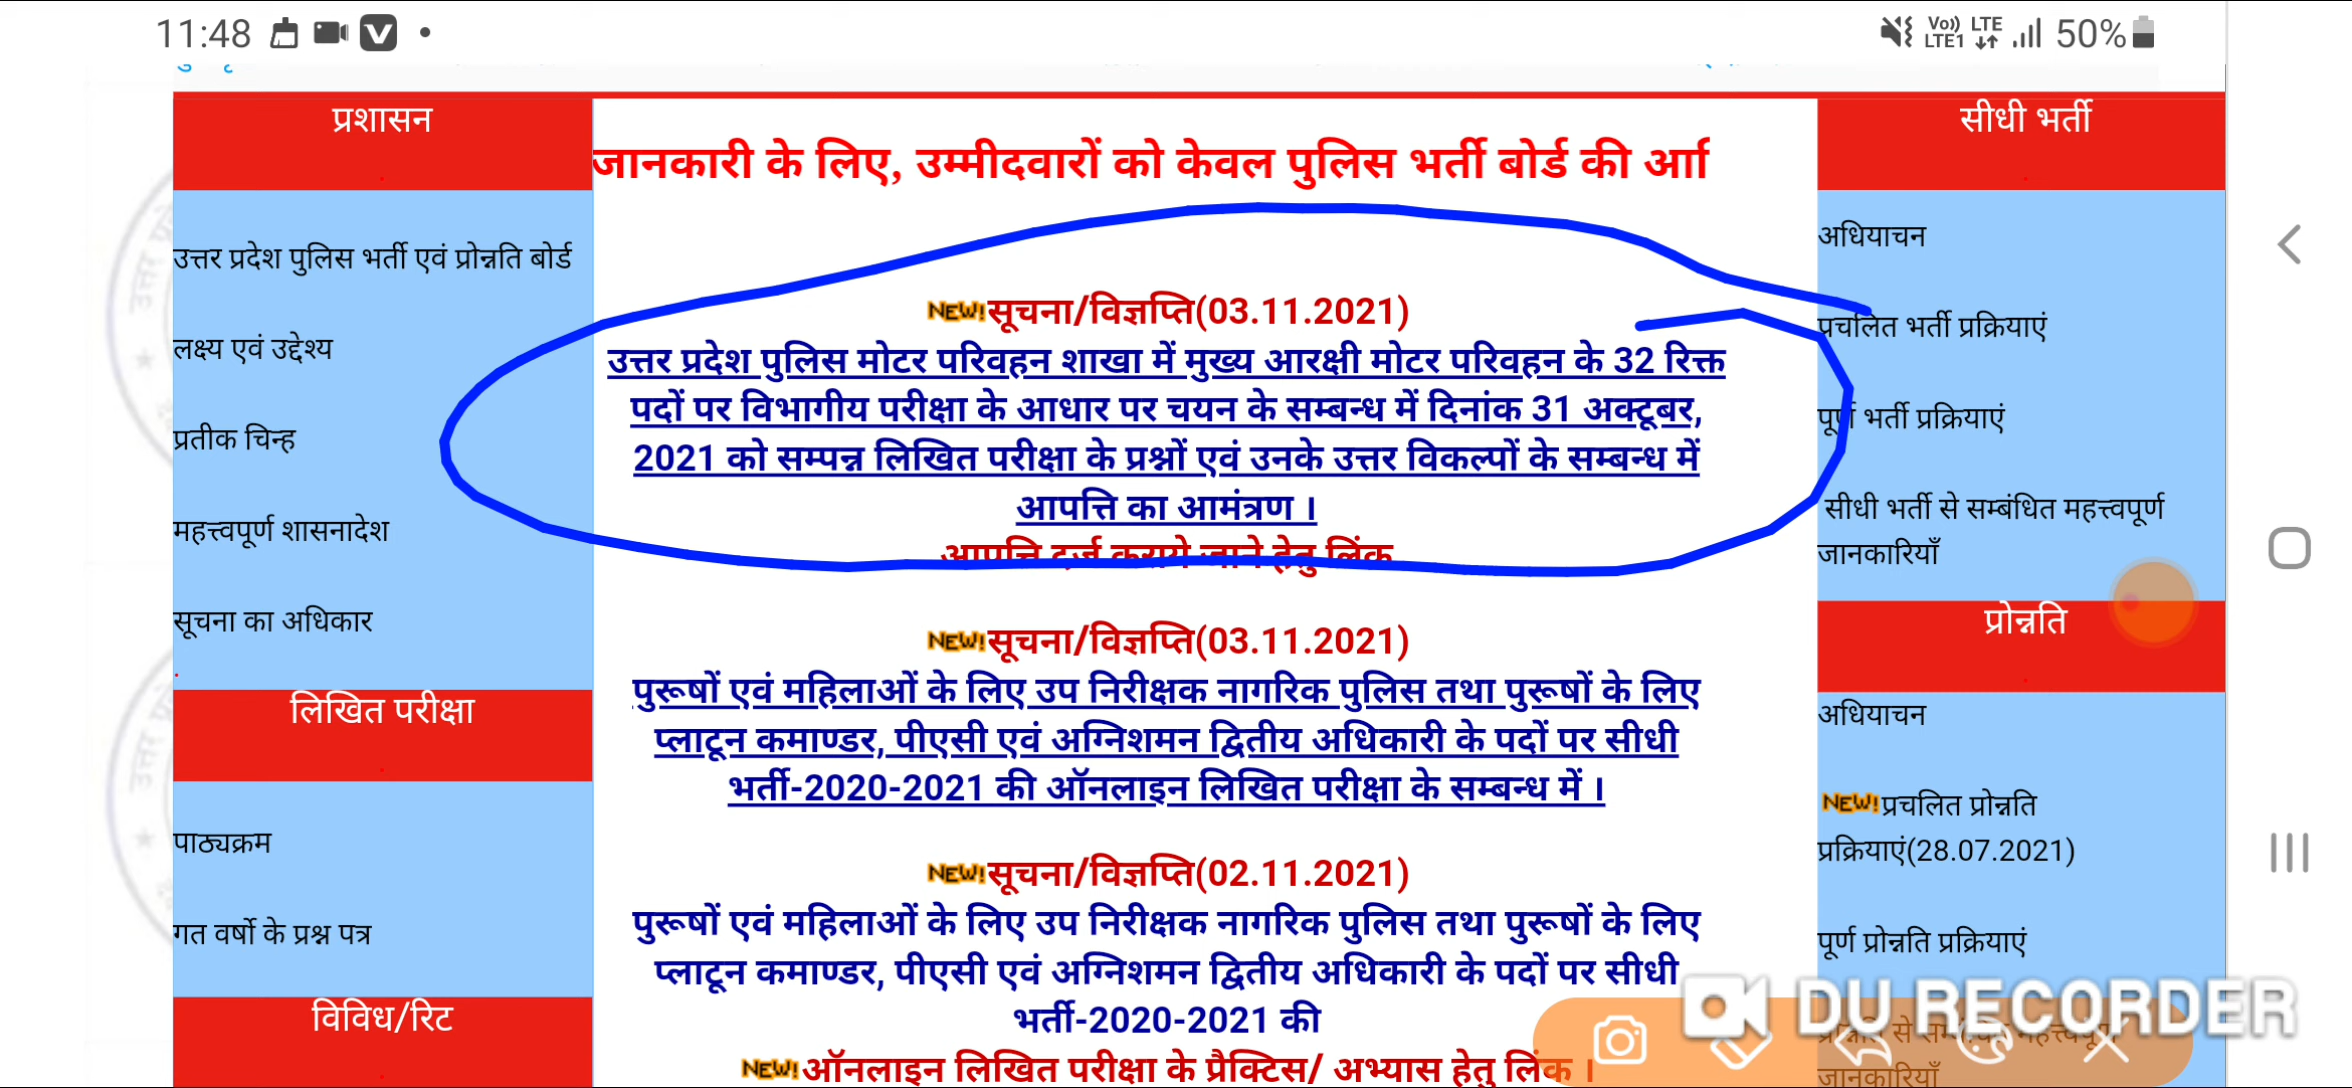 11:48
Vo)) LTE
LTE1
50%
प्रशासन
उत्तर प्रदेश पुलिस भर्ती एवं प्रोन्नति बोर्ड
लक्ष्य एवं उद्देश्य
प्रतीक चिन्ह
महत्त्वपूर्ण शासनादेश
सूचना का अधिकार
लिखित परीक्षा
पाठ्यक्रम
गत वर्षो के प्रश्न पत्र
विविध/रिट
जानकारी के लिए, उम्मीदवारों को केवल पुलिस भर्ती बोर्ड की
NEW! सूचना/विज्ञप्ति(03.11.2021)
उत्तर प्रदेश पुलिस मोटर परिवहन शाखा में मुख्य आरक्षी मोटर परिवहन के 32 रिक्त
पदों पर विभागीय परीक्षा के आधार पर चयन के सम्बन्ध में दिनांक 31 अक्टूबर,
2021 को सम्पन्न लिखित परीक्षा के प्रश्नों एवं उनके उत्तर विकल्पों के सम्बन्ध में
आपत्ति का आमंत्रण ।
आपत्ति दर्ज कराये जाने हेतु लिंक
NEW! सूचना/विज्ञप्ति(03.11.2021)
पुरूषों एवं महिलाओं के लिए उप निरीक्षक नागरिक पुलिस तथा पुरूषों के लिए
प्लाटून कमाण्डर, पीएसी एवं अग्निशमन द्वितीय अधिकारी के पदों पर सीधी
भर्ती-2020-2021 की ऑनलाइन लिखित परीक्षा के सम्बन्ध में ।
NEW! सूचना/विज्ञप्ति(02.11.2021)
पुरूषों एवं महिलाओं के लिए उप निरीक्षक नागरिक पुलिस तथा पुरूषों के लिए
प्लाटून कमाण्डर, पीएसी एवं अग्निशमन द्वितीय अधिकारी के पदों पर सीधी
भर्ती-2020-2021 की
NEW! ऑनलाइन लिखित परीक्षा के प्रैक्टिस/ अभ्यास हेतु लिंक ।
सीधी भर्ती
अधियाचन
प्रचलित भर्ती प्रक्रियाएं
पूर्ण भर्ती प्रक्रियाएं
सीधी भर्ती से सम्बंधित महत्त्वपूर्ण
जानकारियाँ
प्रोन्नति
अधियाचन
NEW! प्रचलित प्रोन्नति
प्रक्रियाएं(28.07.2021)
पूर्ण प्रोन्नति प्रक्रियाएं
DU RECORDER
जानकारियाँ